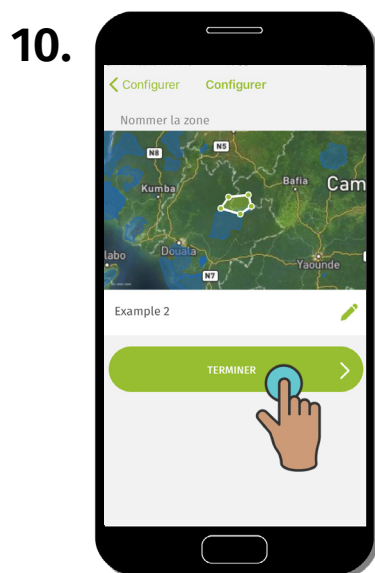 10.
Configurer Configurer
Nommer la zone
N8
N5
Bafia
Cam
Kumba
labo
Douala
Yaounde
N7
Example 2
TERMINER